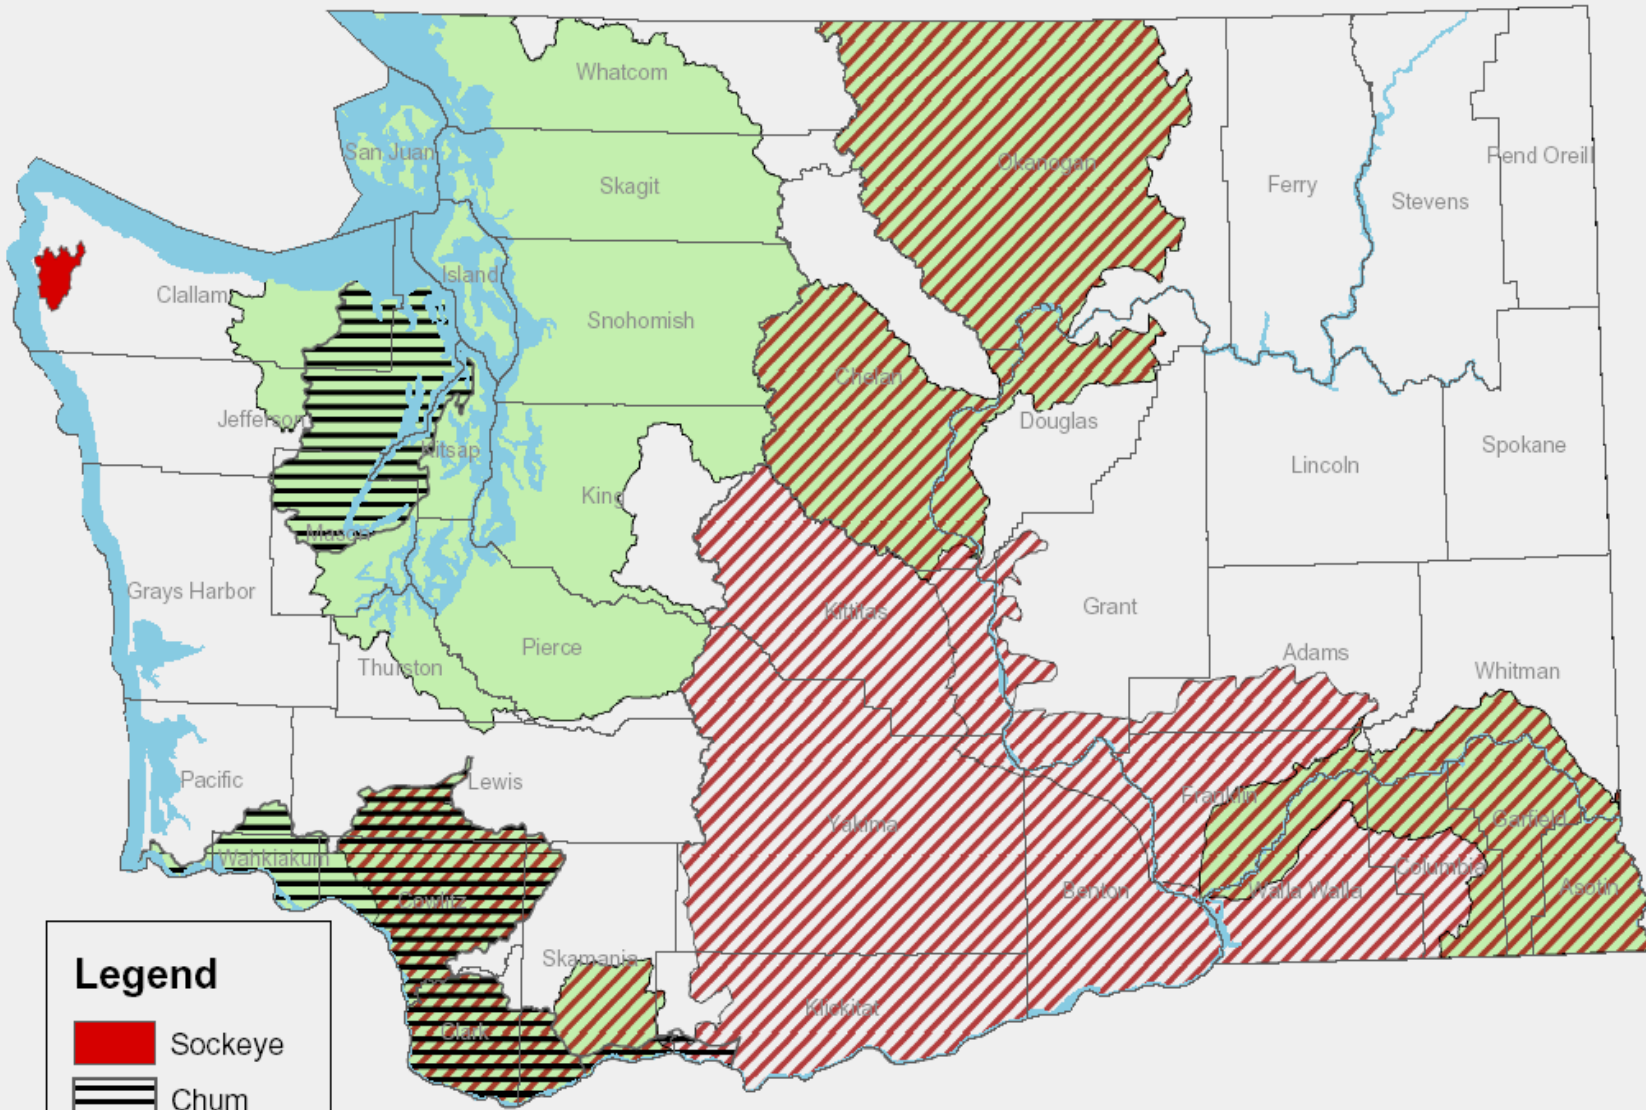 Whatcom
San Juan
Okanogan
Pend Oreill
Skagit
Ferry
Stevens
Island
Clallam
Snohomish
Chelan
Jefferson
Douglas
Kitsap
Spokane
Lincoln
King
Mason
Grays Harbor
Kittitas
Grant
Pierce
Adams
Thurston
Whitman
Pacific
Lewis
Franklin
Yakima
Garfield
Wahkiakum
Columbia
Cowlitz
Benton
Walla Walla
Asotin
Skamania
Klickitat
Clark
Legend
Sockeye
Chum